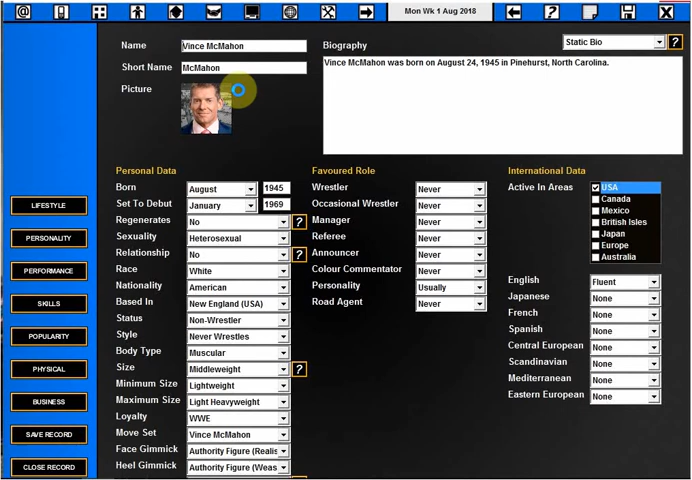 Mon Wk 1 Aug 2018
Name Vince McMahon
Short Name McMahon
Picture
Biography Static Bio ?
Vince McMahon was born on August 24, 1945 in Pinehurst, North Carolina.
LIFESTYLE
PERSONALITY
PERFORMANCE
SKILLS
POPULARITY
PHYSICAL
BUSINESS
SAVE RECORD
CLOSE RECORD
Personal Data
Born August 1945
Set To Debut January 1969
Regenerates No ?
Sexuality Heterosexual
Relationship No ?
Race White
Nationality American
Based In New England (USA)
Status Non-Wrestler
Style Never Wrestles
Body Type Muscular
Size Middleweight ?
Minimum Size Lightweight
Maximum Size Light Heavyweight
Loyalty WWE
Move Set Vince McMahon
Face Gimmick Authority Figure (Realis
Heel Gimmick Authority Figure (Weas
Favoured Role
Wrestler Never
Occasional Wrestler Never
Manager Never
Referee Never
Announcer Never
Colour Commentator Never
Personality Usually
Road Agent Never
International Data
Active In Areas USA
Canada
Mexico
British Isles
Japan
Europe
Australia
English Fluent
Japanese None
French None
Spanish None
Central European None
Scandinavian None
Mediterranean None
Eastern European None